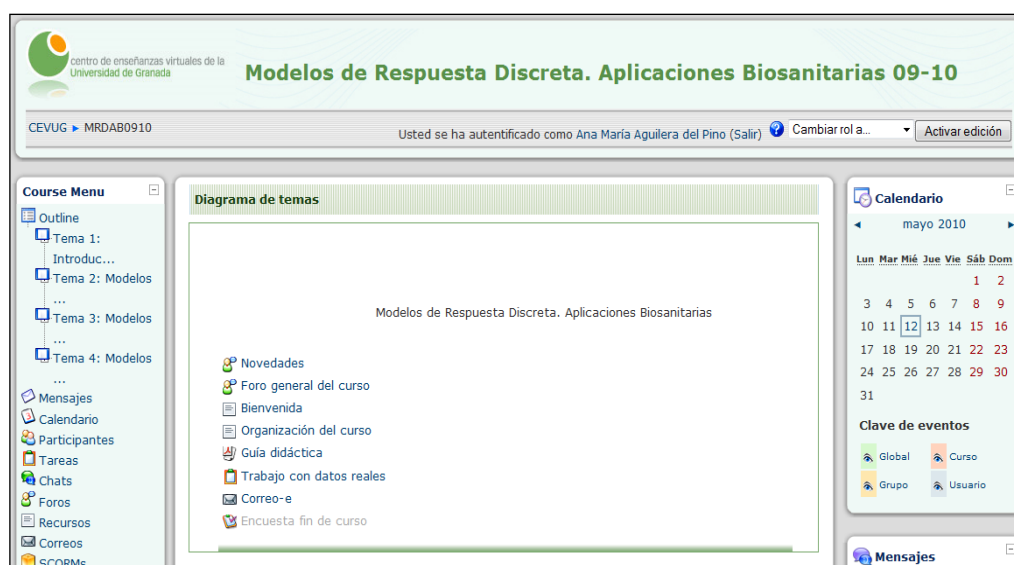 centro de enseñanzas virtuales de la
Universidad de Granada
Modelos de Respuesta Discreta. Aplicaciones Biosanitarias 09-10
CEVUG ► MRDAB0910
Usted se ha autentificado como Ana María Aguilera del Pino (Salir)
Cambiar rol a...
Activar edición
Course Menu
Outline
Tema 1:
Introduc...
Tema 2: Modelos
...
Tema 3: Modelos
...
Tema 4: Modelos
...
Mensajes
Calendario
Participantes
Tareas
Chats
Foros
Recursos
Correos
SCORMs
Diagrama de temas
Modelos de Respuesta Discreta. Aplicaciones Biosanitarias
Novedades
Foro general del curso
Bienvenida
Organización del curso
Guía didáctica
Trabajo con datos reales
Correo-e
Encuesta fin de curso
Calendario
◄ mayo 2010 ►
Lun Mar Mié Jue Vie Sáb Dom
1 2
3 4 5 6 7 8 9
10 11 12 13 14 15 16
17 18 19 20 21 22 23
24 25 26 27 28 29 30
31
Clave de eventos
Global Curso
Grupo Usuario
Mensajes